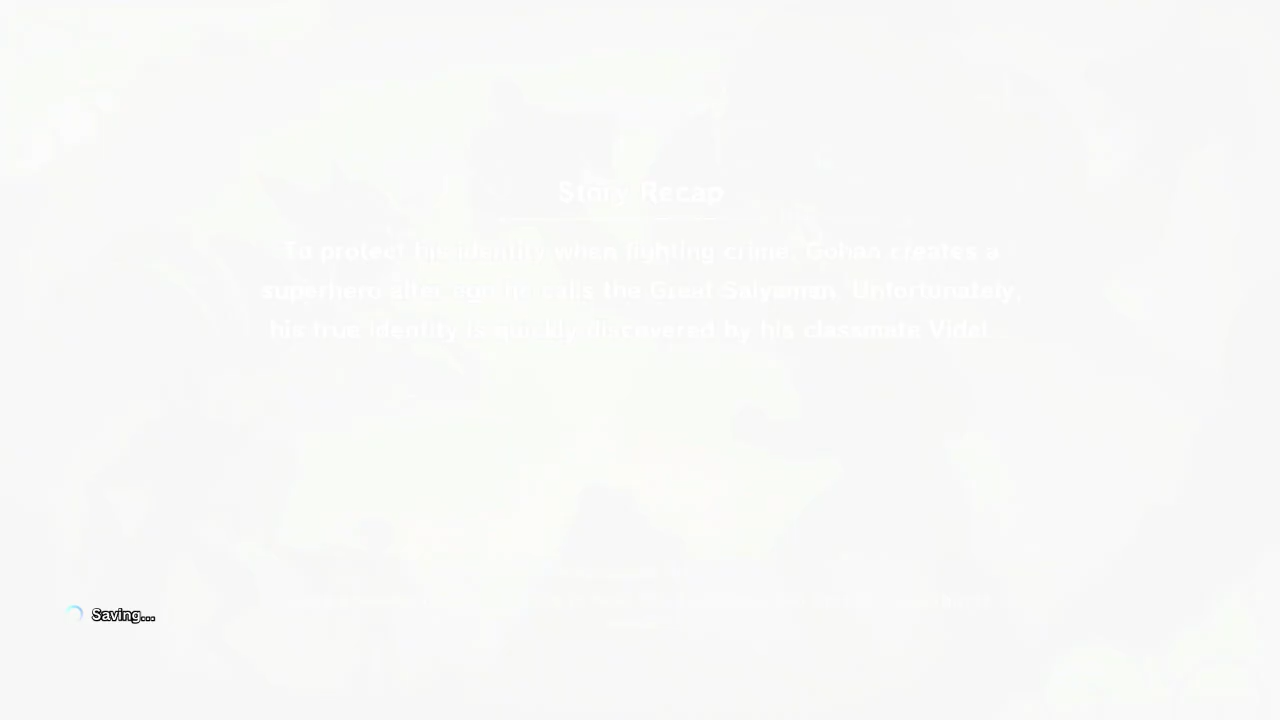 Story Recap
To protect his identity when fighting crime, Gohan creates a
superhero alter ego he calls the Great Saiyaman. Unfortunately,
his true identity is quickly discovered by his classmate Videl.
Saving...